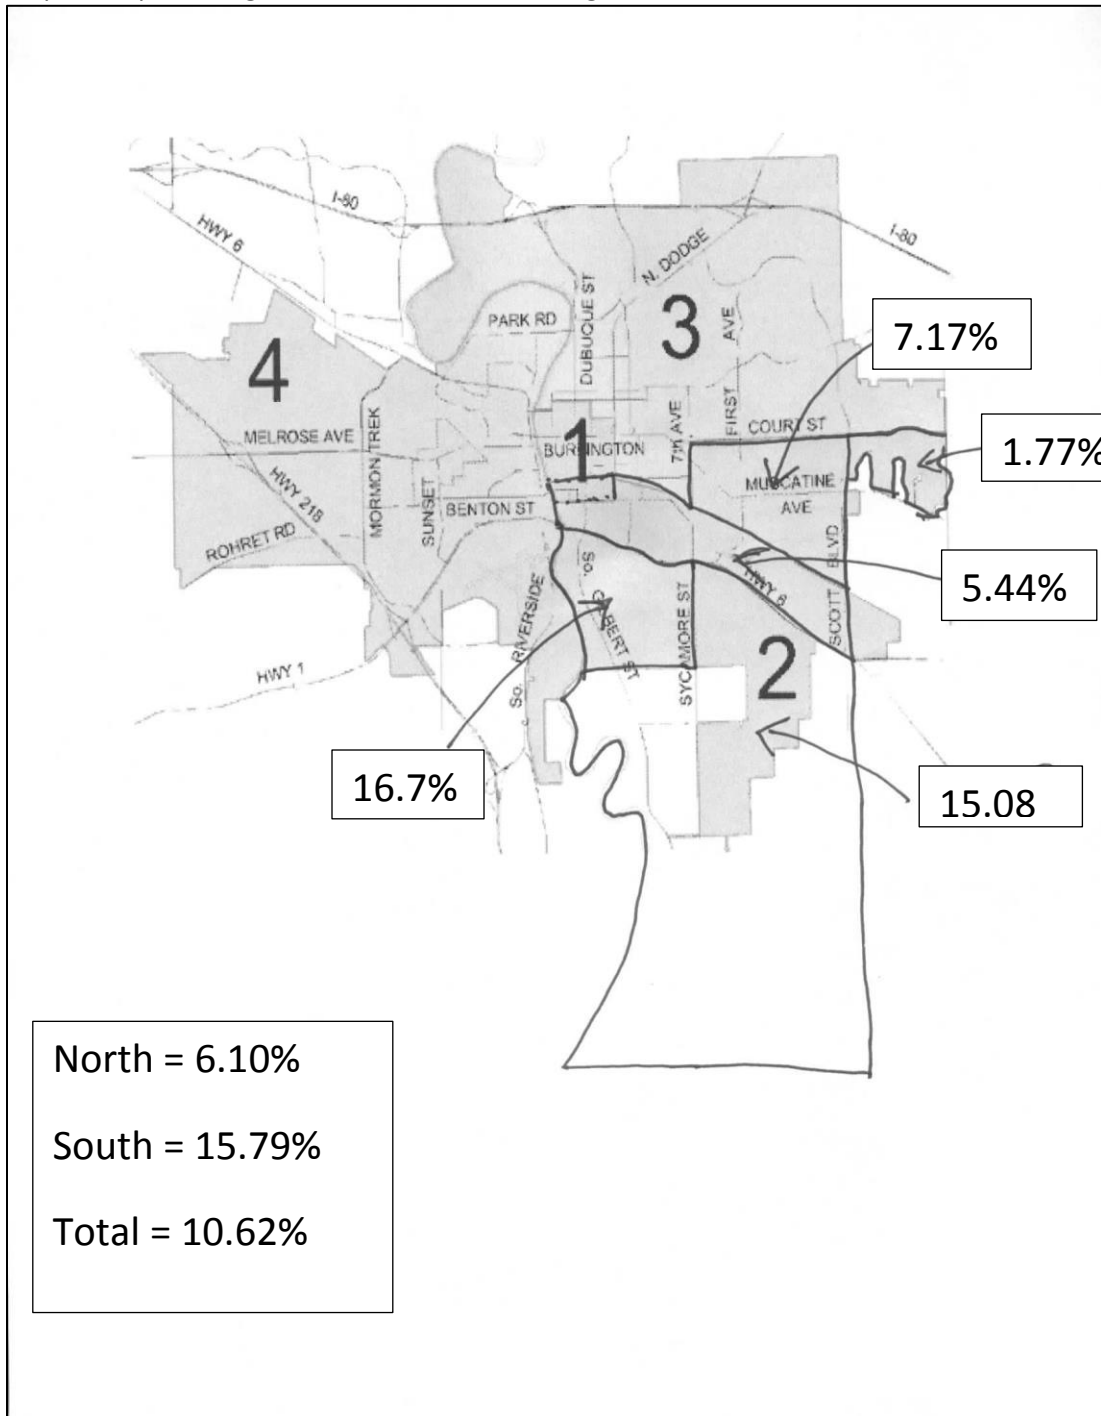 I-80
HWY 6
I-80
N. DODGE
DUBUQUE ST
PARK RD
3
FIRST AVE
7.17%
4
MORMON TREK
7th AVE
COURT ST
MELROSE AVE
1
BURLINGTON
1.77%
SUNSET
HWY 218
MUSCATINE
AVE
BENTON ST
ROHRET RD
SCOTT BLVD
5.44%
HWY 6
So. RIVERSIDE
So. GILBERT ST
SYCAMORE ST
2
HWY 1
16.7%
15.08
North = 6.10%
South = 15.79%
Total = 10.62%